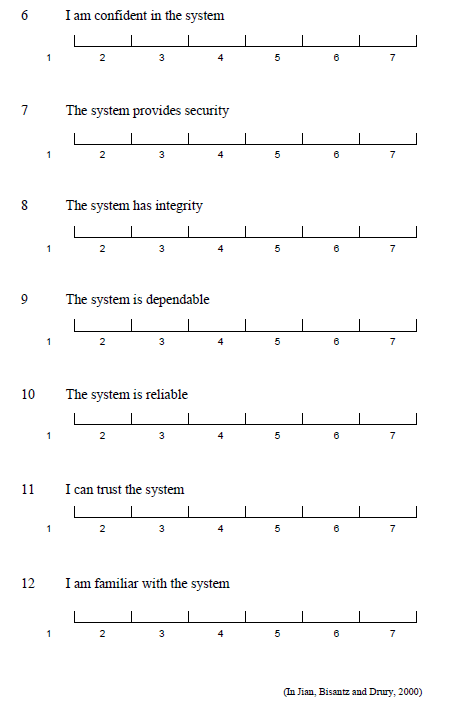 6 I am confident in the system
1 2 3 4 5 6 7
7 The system provides security
1 2 3 4 5 6 7
8 The system has integrity
1 2 3 4 5 6 7
9 The system is dependable
1 2 3 4 5 6 7
10 The system is reliable
1 2 3 4 5 6 7
11 I can trust the system
1 2 3 4 5 6 7
12 I am familiar with the system
1 2 3 4 5 6 7
(In Jian, Bisantz and Drury, 2000)